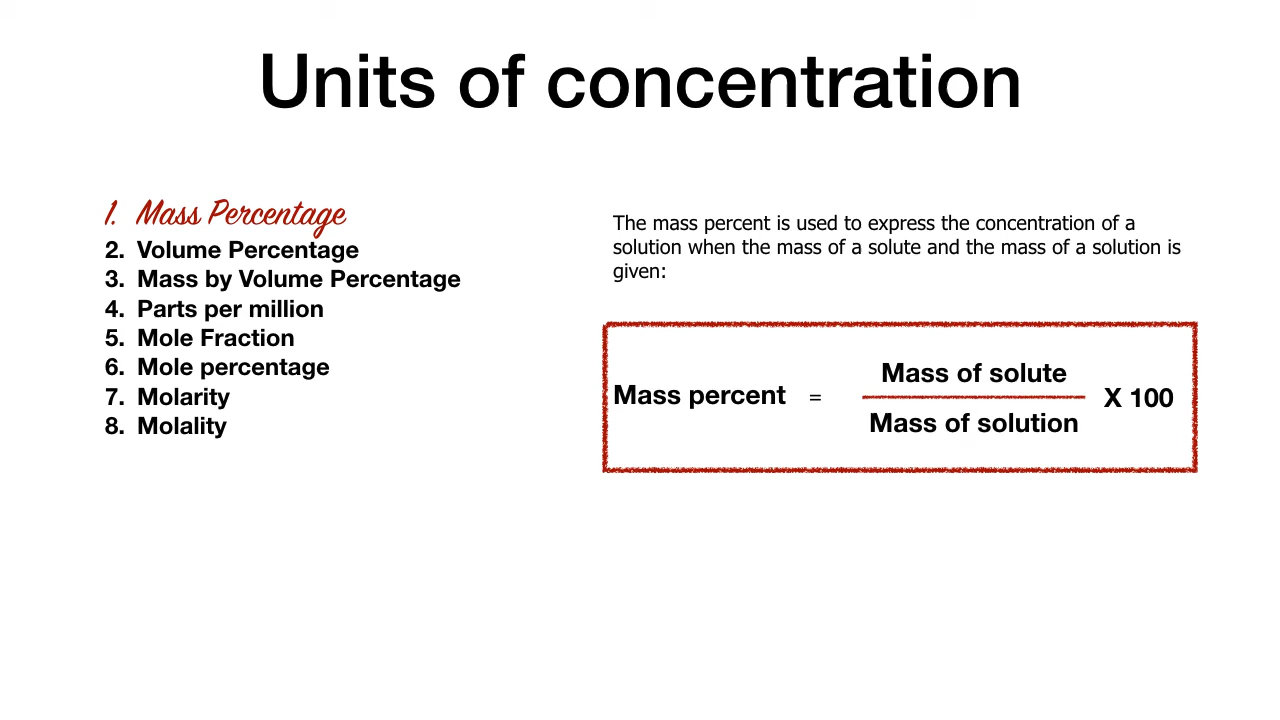 Units of concentration
1. Mass Percentage
2. Volume Percentage
3. Mass by Volume Percentage
4. Parts per million
5. Mole Fraction
6. Mole percentage
7. Molarity
8. Molality
The mass percent is used to express the concentration of a
solution when the mass of a solute and the mass of a solution is
given:
Mass percent = Mass of solute
Mass of solution
X 100